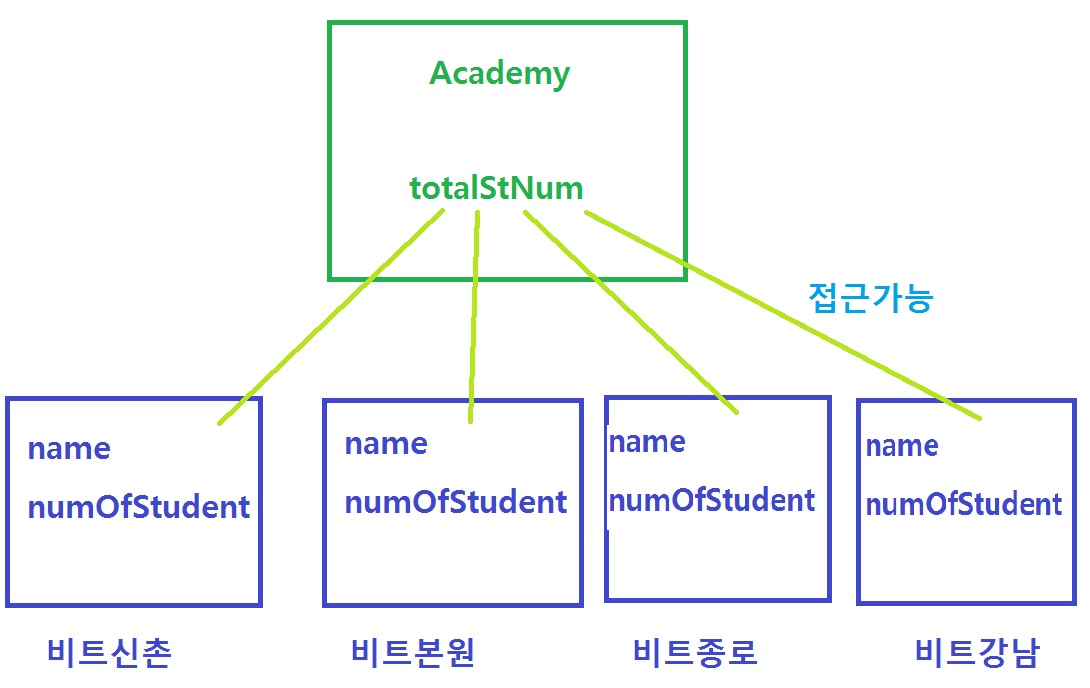 Academy
totalStNum
접근가능
name
numOfStudent
name
numOfStudent
name
numOfStudent
name
numOfStudent
비트신촌
비트본원
비트종로
비트강남